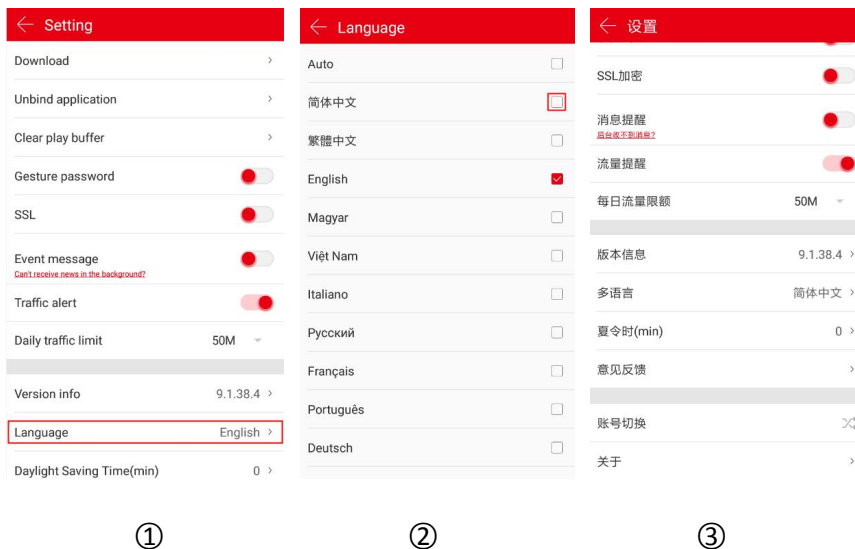 Setting
Download
Unbind application
Clear play buffer
Gesture password
SSL
Event message
Can't receive news in the background?
Traffic alert
Daily traffic limit 50M
Version info 9.1.38.4
Language English
Daylight Saving Time(min) 0
①
Language
Auto
简体中文
繁體中文
English
Magyar
Việt Nam
Italiano
Русский
Français
Português
Deutsch
②
设置
SSL加密
消息提醒
后台收不到消息?
流量提醒
每日流量限额 50M
版本信息 9.1.38.4
多语言 简体中文
夏令时(min) 0
意见反馈
账号切换
关于
③